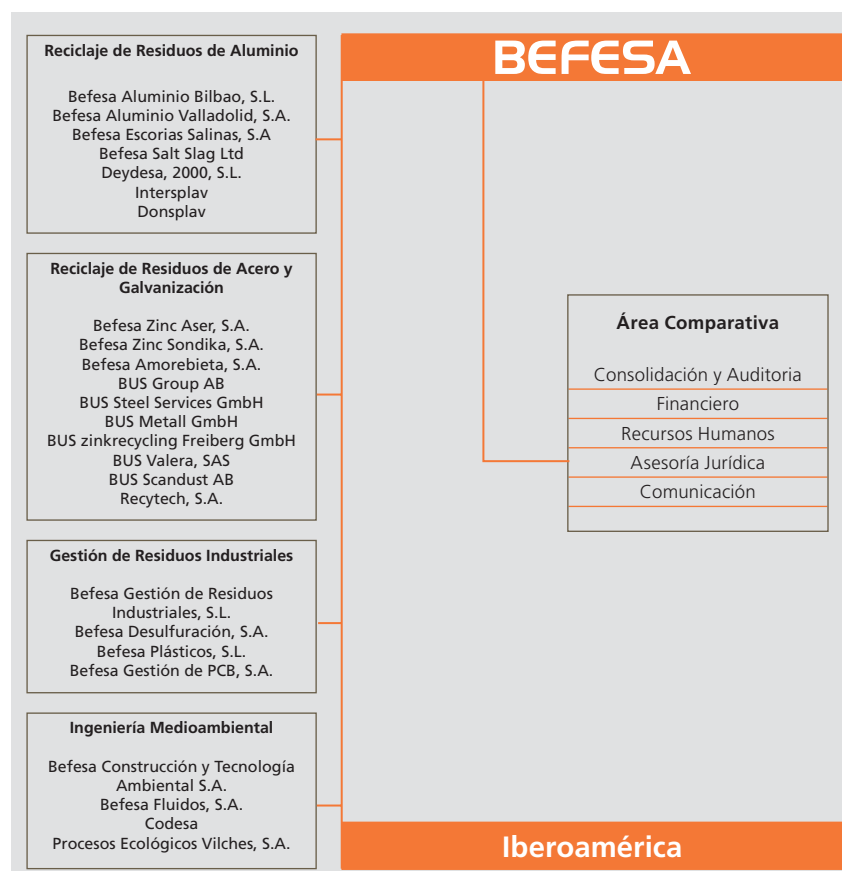 BEFESA
Reciclaje de Residuos de Aluminio
Befesa Aluminio Bilbao, S.L.
Befesa Aluminio Valladolid, S.A.
Befesa Escorias Salinas, S.A
Befesa Salt Slag Ltd
Deydesa, 2000, S.L.
Intersplav
Donsplav
Reciclaje de Residuos de Acero y
Galvanización
Befesa Zinc Aser, S.A.
Befesa Zinc Sondika, S.A.
Befesa Amorebieta, S.A.
BUS Group AB
BUS Steel Services GmbH
BUS Metall GmbH
BUS zinkrecycling Freiberg GmbH
BUS Valera, SAS
BUS Scandust AB
Recytech, S.A.
Gestión de Residuos Industriales
Befesa Gestión de Residuos
Industriales, S.L.
Befesa Desulfuración, S.A.
Befesa Plásticos, S.L.
Befesa Gestión de PCB, S.A.
Ingeniería Medioambiental
Befesa Construcción y Tecnología
Ambiental S.A.
Befesa Fluidos, S.A.
Codesa
Procesos Ecológicos Vilches, S.A.
Área Comparativa
Consolidación y Auditoria
Financiero
Recursos Humanos
Asesoría Jurídica
Comunicación
Iberoamérica